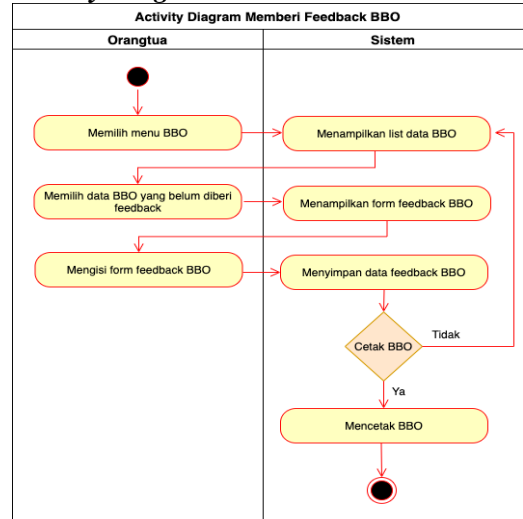 Activity Diagram Memberi Feedback BBO
Orangtua
Sistem
Memilih menu BBO
Menampilkan list data BBO
Memilih data BBO yang belum diberi
feedback
Menampilkan form feedback BBO
Mengisi form feedback BBO
Menyimpan data feedback BBO
Cetak BBO
Tidak
Ya
Mencetak BBO